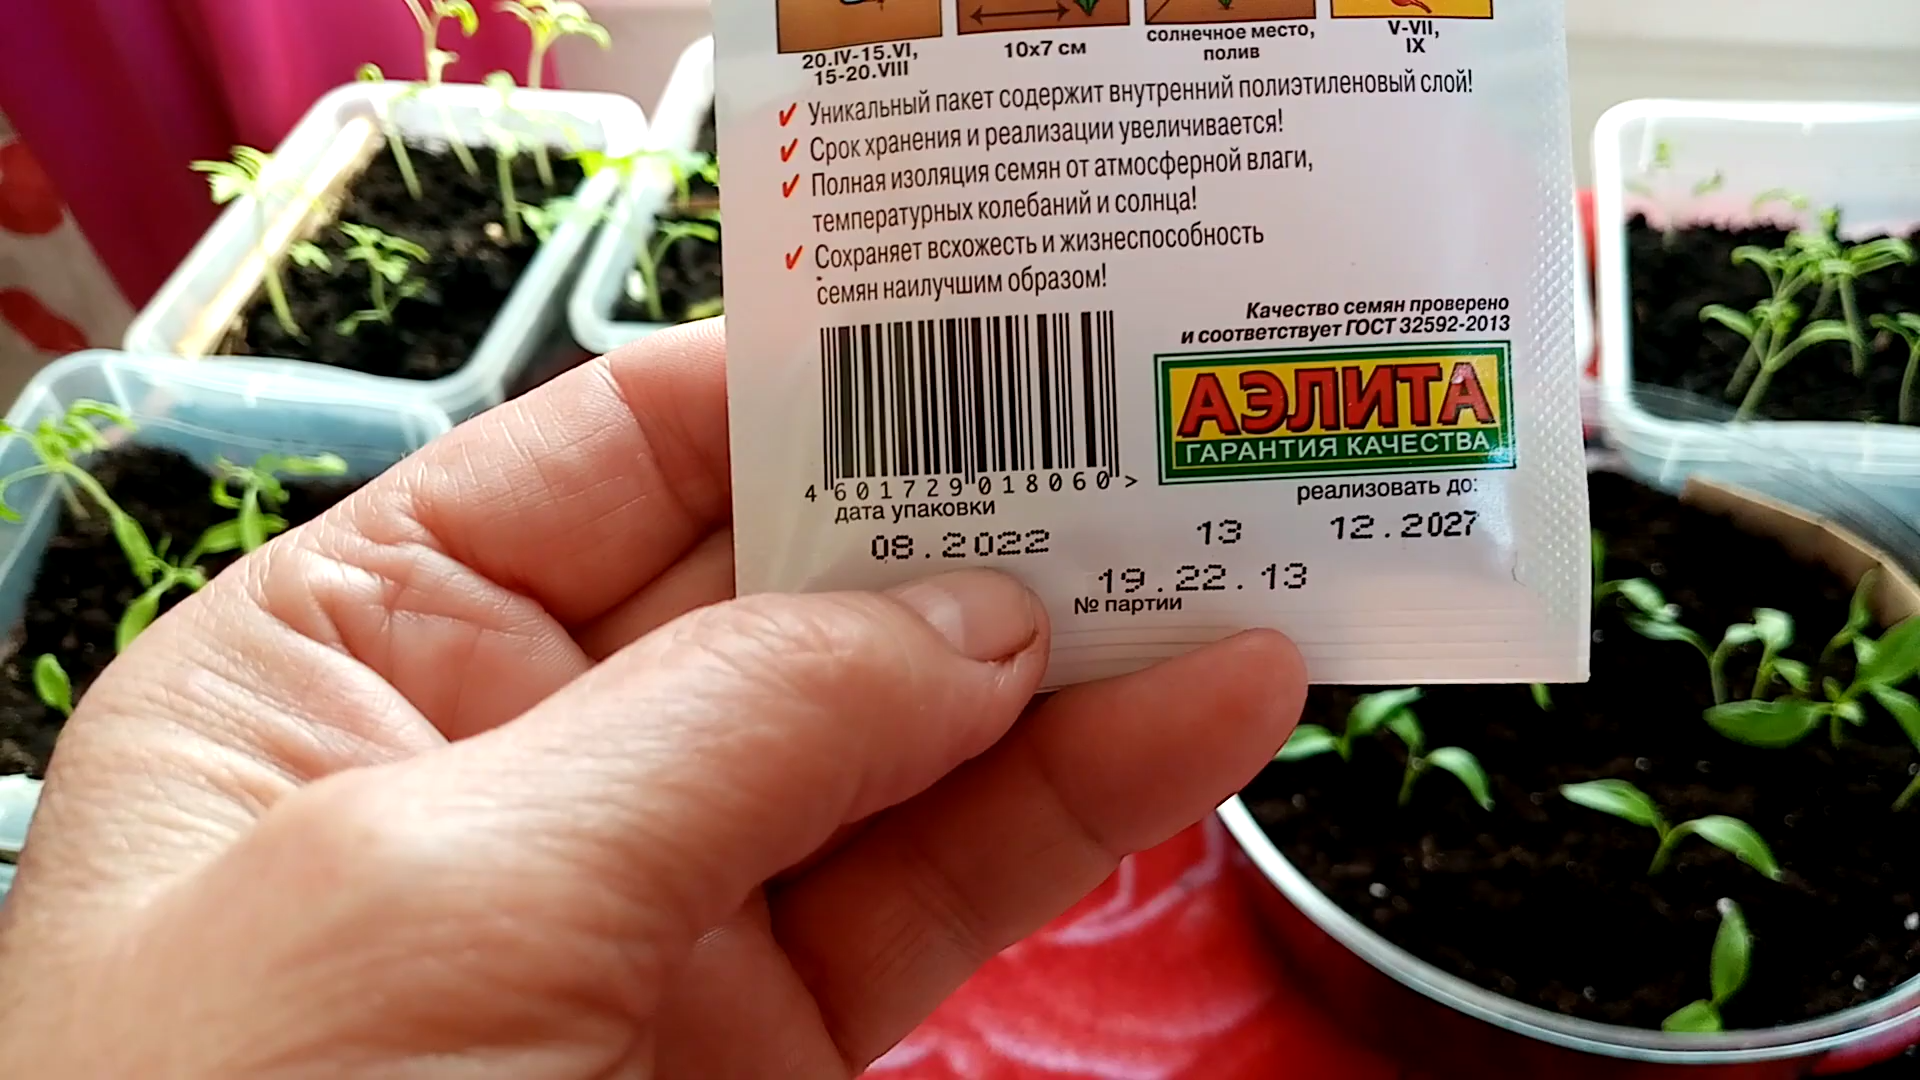 20.IV-15.VI,
15-20.VIII
10х7 см
солнечное место,
полив
V-VII,
IX
✓ Уникальный пакет содержит внутренний полиэтиленовый слой!
✓ Срок хранения и реализации увеличивается!
✓ Полная изоляция семян от атмосферной влаги,
температурных колебаний и солнца!
✓ Сохраняет всхожесть и жизнеспособность
семян наилучшим образом!
Качество семян проверено
и соответствует ГОСТ 32592-2013
АЭЛИТА
ГАРАНТИЯ КАЧЕСТВА
4 601729 018060 >
дата упаковки
реализовать до:
08.2022 13 12.2027
19.22.13
№ партии